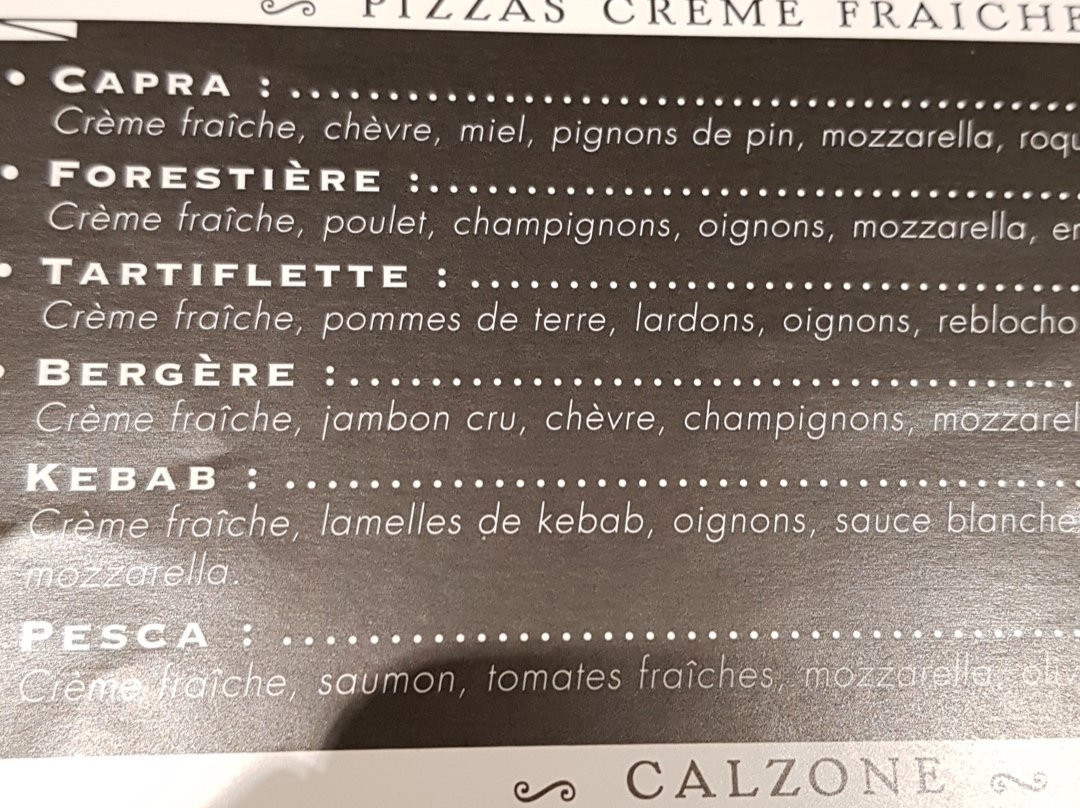 PIZZAS CRÈME FRAICHE
• CAPRA :
Crème fraîche, chèvre, miel, pignons de pin, mozzarella,
• FORESTIÈRE :
Crème fraîche, poulet, champignons, oignons, mozzarella,
• TARTIFLETTE :
Crème fraîche, pommes de terre, lardons, oignons,
• BERGÈRE :
Crème fraîche, jambon cru, chèvre, champignons,
KEBAB :
Crème fraîche, lamelles de kebab, oignons, sauce blanche
mozzarella.
PESCA :
Crème fraîche, saumon, tomates fraîches, mozzarella,
CALZONE